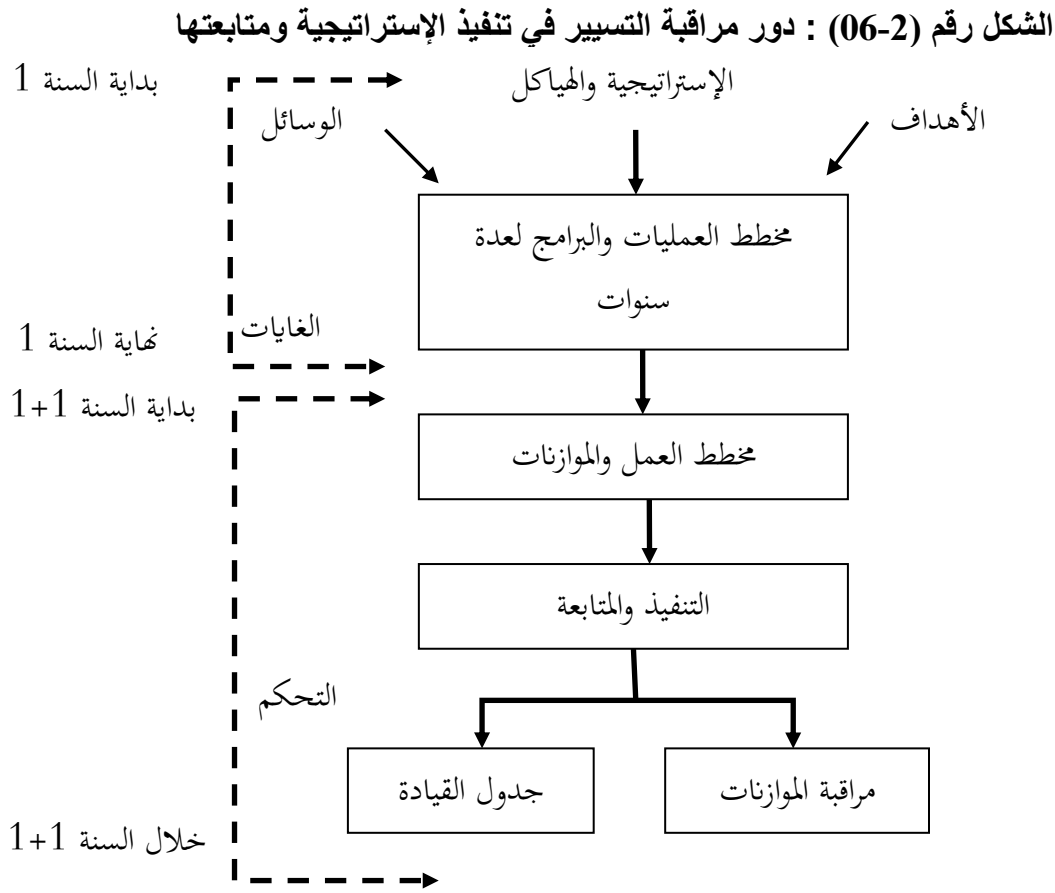 الشكل رقم (2-06) : دور مراقبة التسيير في تنفيذ الإستراتيجية ومتابعتها
الإستراتيجية والهياكل
بداية السنة 1
الأهداف
الوسائل
مخطط العمليات والبرامج لعدة
سنوات
الغايات
نهاية السنة 1
بداية السنة 1+1
مخطط العمل والموازنات
التنفيذ والمتابعة
التحكم
مراقبة الموازنات
جدول القيادة
خلال السنة 1+1